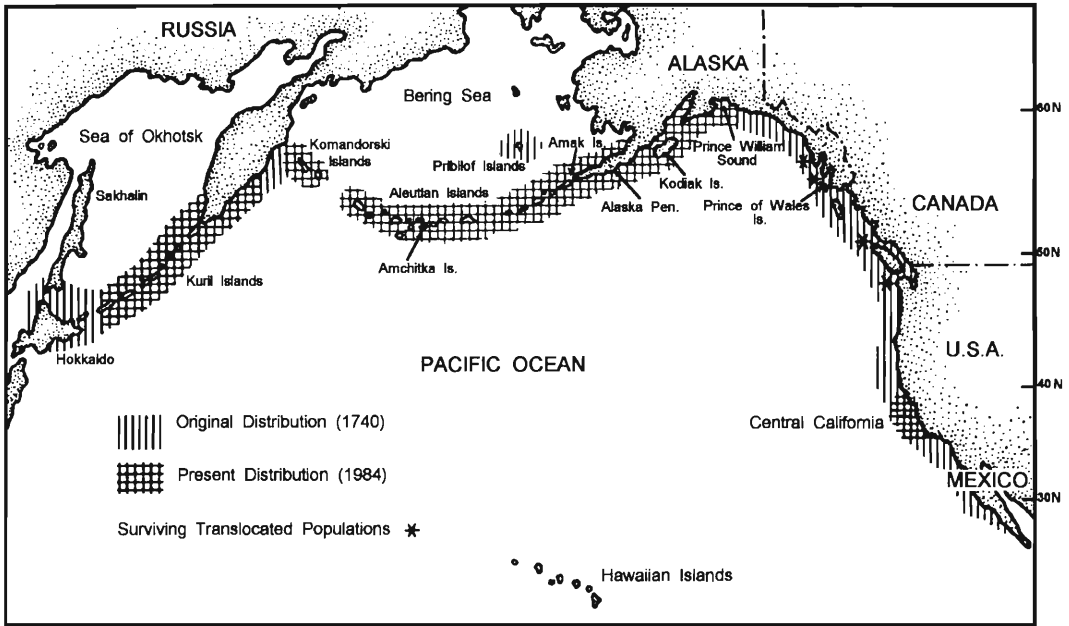 RUSSIA
ALASKA
Bering Sea
60N
Sea of Okhotsk
Komandorski
Islands
Pribilof Islands
Amak Is.
Prince William
Sound
Kodiak Is.
Sakhalin
Aleutian Islands
Alaska Pen.
Prince of Wales
Is.
CANADA
Amchitka Is.
50N
Kuril Islands
Hokkaido
PACIFIC OCEAN
U.S.A.
40N
Original Distribution (1740)
Central California
Present Distribution (1984)
MEXICO
30N
Surviving Translocated Populations *
Hawaiian Islands